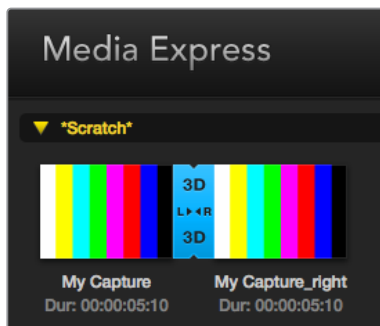 Media Express
*Scratch*
3D
L▶◀R
3D
My Capture
Dur: 00:00:05:10
My Capture_right
Dur: 00:00:05:10